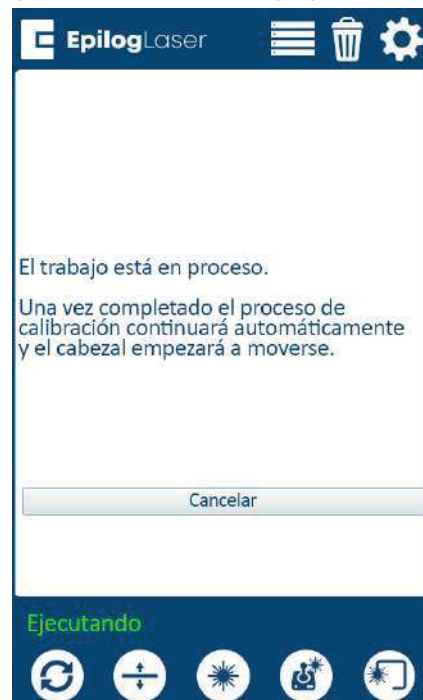 EpilogLaser
El trabajo está en proceso.
Una vez completado el proceso de
calibración continuará automáticamente
y el cabezal empezará a moverse.
Cancelar
Ejecutando